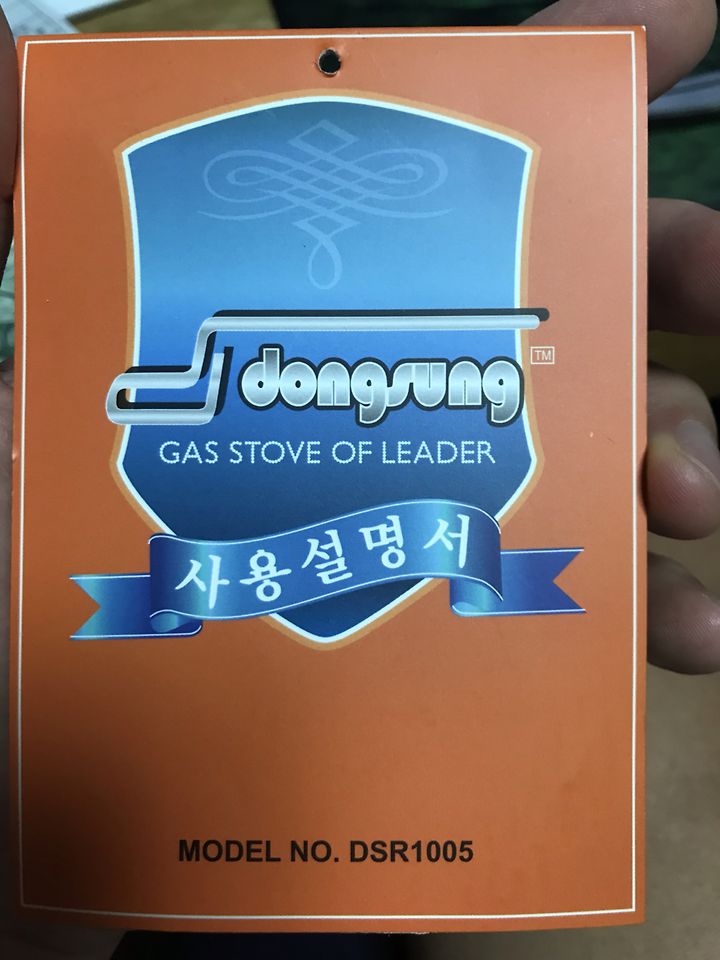 dongsung TM
GAS STOVE OF LEADER
사용설명서
MODEL NO. DSR1005